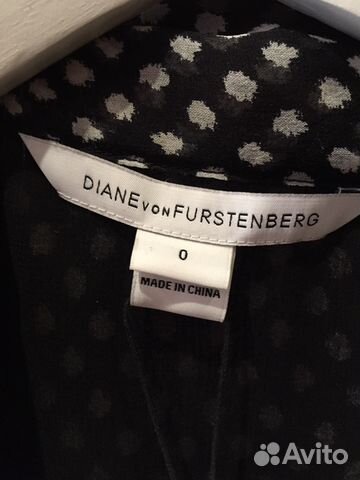 DIANE VON FURSTENBERG
0
MADE IN CHINA
Avito